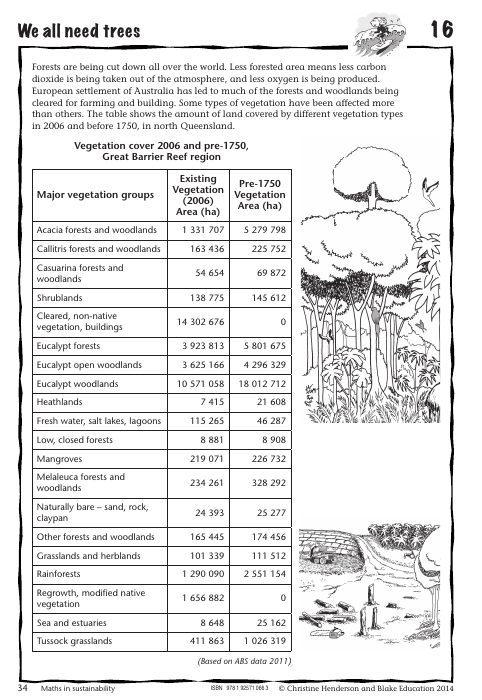 We all need trees
16
Forests are being cut down all over the world. Less forested area means less carbon
dioxide is being taken out of the atmosphere, and less oxygen is being produced.
European settlement of Australia has led to much of the forests and woodlands being
cleared for farming and building. Some types of vegetation have been affected more
than others. The table shows the amount of land covered by different vegetation types
in 2006 and before 1750, in north Queensland.
Vegetation cover 2006 and pre-1750,
Great Barrier Reef region
Major vegetation groups
Existing
Vegetation
(2006)
Area (ha)
Pre-1750
Vegetation
Area (ha)
Acacia forests and woodlands 1 331 707 5 279 798
Callitris forests and woodlands 163 436 225 752
Casuarina forests and
woodlands 54 654 69 872
Shrublands 138 775 145 612
Cleared, non-native
vegetation, buildings 14 302 676 0
Eucalypt forests 3 923 813 5 801 675
Eucalypt open woodlands 3 625 166 4 296 329
Eucalypt woodlands 10 571 058 18 012 712
Heathlands 7 415 21 608
Fresh water, salt lakes, lagoons 115 265 46 287
Low, closed forests 8 881 8 908
Mangroves 219 071 226 732
Melaleuca forests and
woodlands 234 261 328 292
Naturally bare – sand, rock,
claypan 24 393 25 277
Other forests and woodlands 165 445 174 456
Grasslands and herblands 101 339 111 512
Rainforests 1 290 090 2 551 154
Regrowth, modified native
vegetation 1 656 882 0
Sea and estuaries 8 648 25 162
Tussock grasslands 411 863 1 026 319
(Based on ABS data 2011)
34 Maths in sustainability ISBN 978 1 92571 066 3 © Christine Henderson and Blake Education 2014